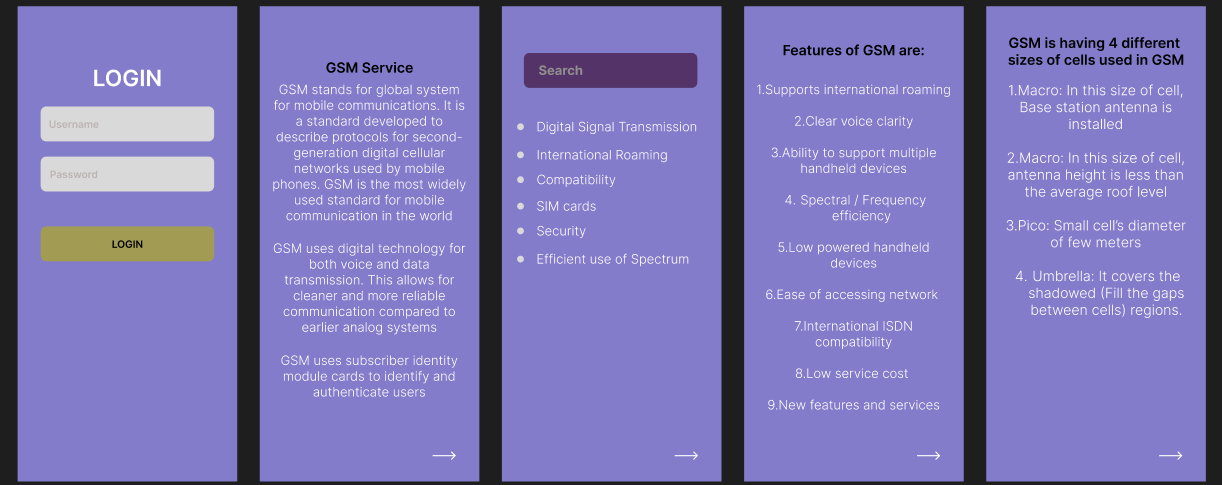 LOGIN
Username
Password
LOGIN
GSM Service
GSM stands for global system
for mobile communications. It is
a standard developed to
describe protocols for second-
generation digital cellular
networks used by mobile
phones. GSM is the most widely
used standard for mobile
communication in the world
GSM uses digital technology for
both voice and data
transmission. This allows for
cleaner and more reliable
communication compared to
earlier analog systems
GSM uses subscriber identity
module cards to identify and
authenticate users
Search
Digital Signal Transmission
International Roaming
Compatibility
SIM cards
Security
Efficient use of Spectrum
Features of GSM are:
1.Supports international roaming
2.Clear voice clarity
3.Ability to support multiple
handheld devices
4. Spectral / Frequency
efficiency
5.Low powered handheld
devices
6.Ease of accessing network
7.International ISDN
compatibility
8.Low service cost
9.New features and services
GSM is having 4 different
sizes of cells used in GSM
1.Macro: In this size of cell,
Base station antenna is
installed
2.Macro: In this size of cell,
antenna height is less than
the average roof level
3.Pico: Small cell's diameter
of few meters
4. Umbrella: It covers the
shadowed (Fill the gaps
between cells) regions.